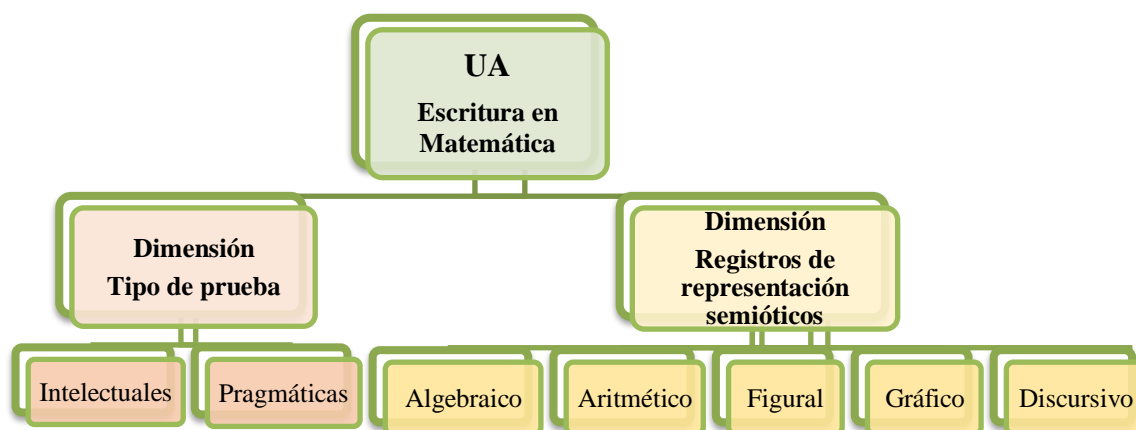 UA
Escritura en
Matemática
Dimensión
Tipo de prueba
Dimensión
Registros de
representación
semióticos
Intelectuales
Pragmáticas
Algebraico
Aritmético
Figural
Gráfico
Discursivo